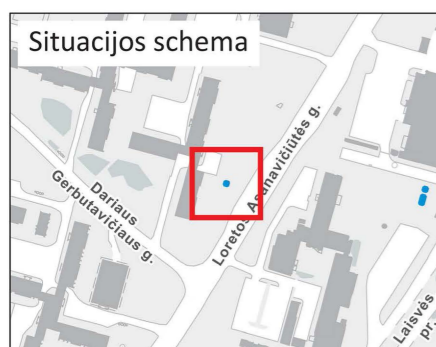 Situacijos schema
Dariaus
Gerbutavičiaus g.
Loretos Asanavičiūtės g.
Laisvės
pr.